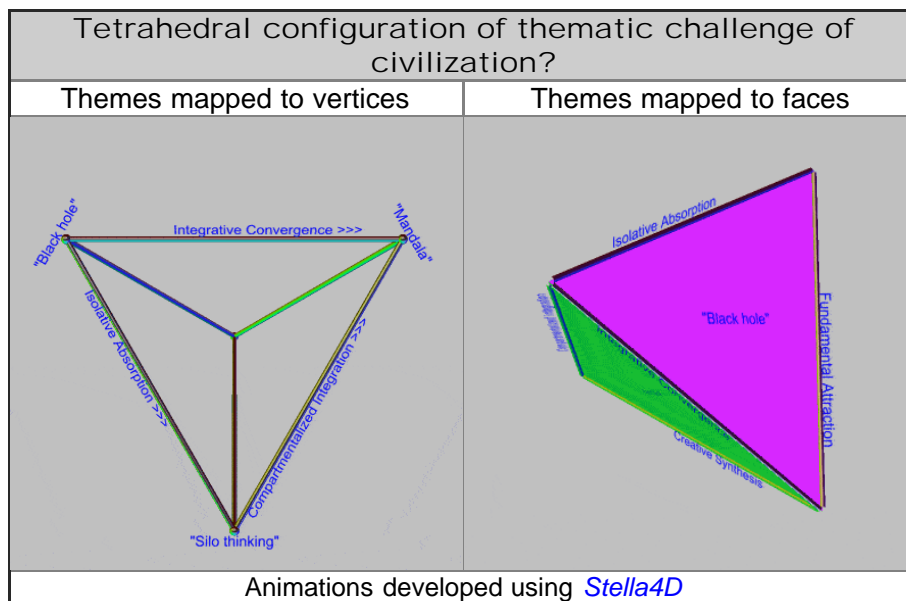 Tetrahedral configuration of thematic challenge of
civilization?
Themes mapped to vertices
Themes mapped to faces
"Black hole"
Integrative Convergence >>>
"Mandala"
Isolative Absorption >>>
Compartmentalized Integration >>>
"Silo thinking"
Isolative Absorption
"Black hole"
Fundamental Attraction
Integrative Convergence
Creative Synthesis
Animations developed using Stella4D